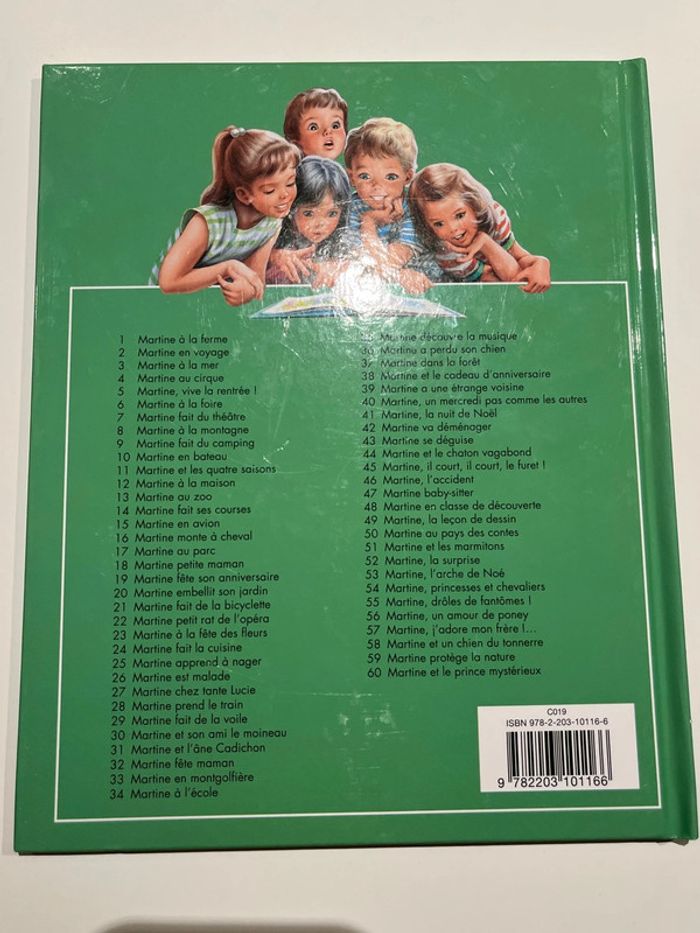 1 Martine à la ferme
2 Martine en voyage
3 Martine à la mer
4 Martine au cirque
5 Martine, vive la rentrée !
6 Martine à la foire
7 Martine fait du théâtre
8 Martine à la montagne
9 Martine fait du camping
10 Martine en bateau
11 Martine et les quatre saisons
12 Martine à la maison
13 Martine au zoo
14 Martine fait ses courses
15 Martine en avion
16 Martine monte à cheval
17 Martine au parc
18 Martine petite maman
19 Martine fête son anniversaire
20 Martine embellit son jardin
21 Martine fait de la bicyclette
22 Martine petit rat de l'opéra
23 Martine à la fête des fleurs
24 Martine fait la cuisine
25 Martine apprend à nager
26 Martine est malade
27 Martine chez tante Lucie
28 Martine prend le train
29 Martine fait de la voile
30 Martine et son ami le moineau
31 Martine et l'âne Cadichon
32 Martine fête maman
33 Martine en montgolfière
34 Martine à l'école
35 Martine découvre la musique
36 Martine a perdu son chien
37 Martine dans la forêt
38 Martine et le cadeau d'anniversaire
39 Martine a une étrange voisine
40 Martine, un mercredi pas comme les autres
41 Martine, la nuit de Noël
42 Martine va déménager
43 Martine se déguise
44 Martine et le chaton vagabond
45 Martine, il court, il court, le furet !
46 Martine, l'accident
47 Martine baby-sitter
48 Martine en classe de découverte
49 Martine, la leçon de dessin
50 Martine au pays des contes
51 Martine et les marmitons
52 Martine, la surprise
53 Martine, l'arche de Noé
54 Martine, princesses et chevaliers
55 Martine, drôles de fantômes !
56 Martine, un amour de poney
57 Martine, j'adore mon frère !...
58 Martine et un chien du tonnerre
59 Martine protège la nature
60 Martine et le prince mystérieux
C019
ISBN 978-2-203-10116-6
9 782203 101166